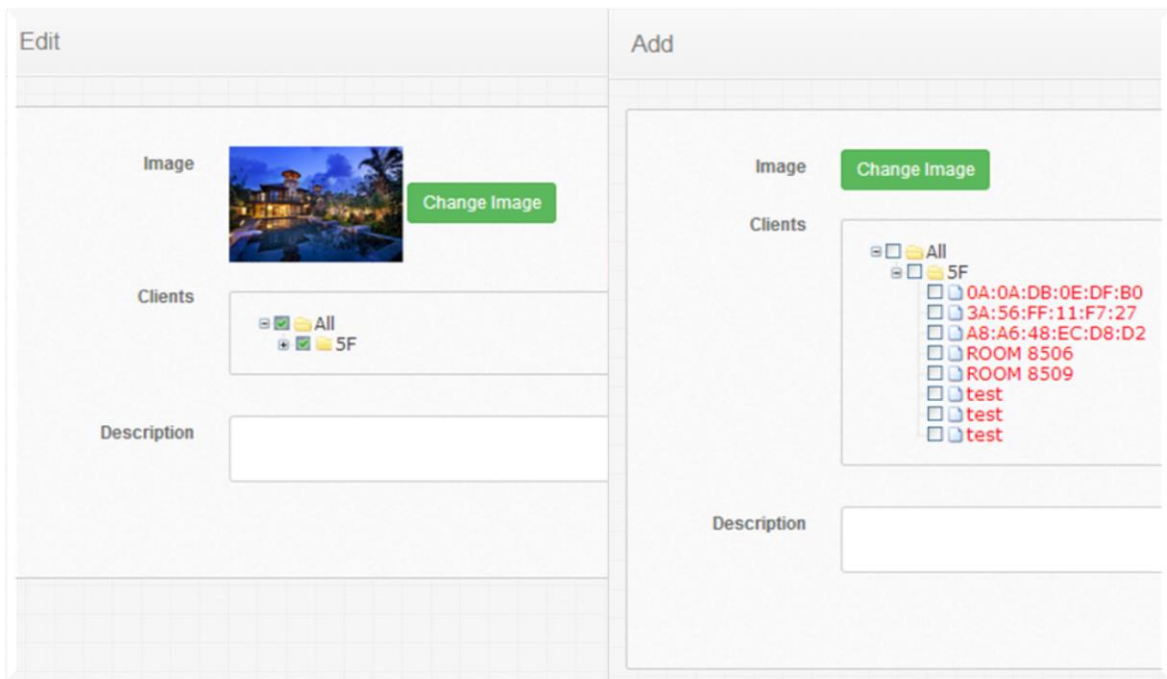 Edit
Image
Change Image
Clients
All
5F
Description
Add
Image
Change Image
Clients
All
5F
0A:0A:DB:0E:DF:B0
3A:56:FF:11:F7:27
A8:A6:48:EC:D8:D2
ROOM 8506
ROOM 8509
test
test
test
Description